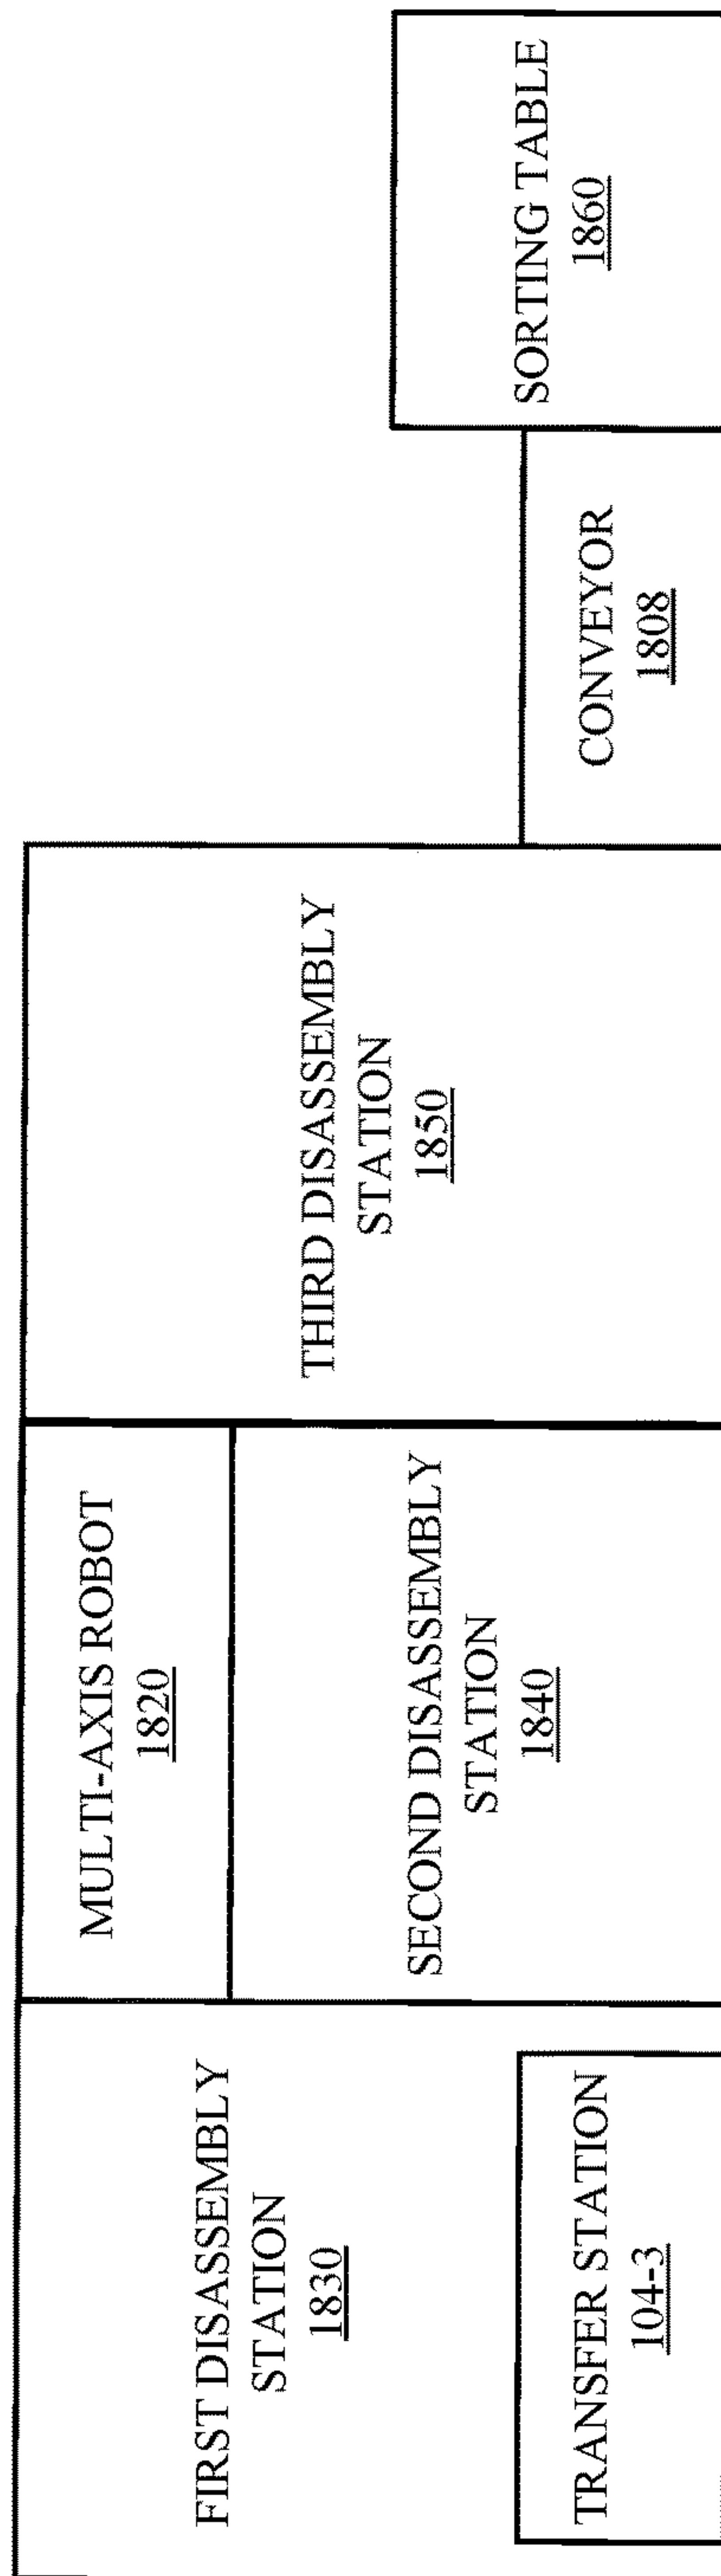 FIRST DISASSEMBLY
STATION
1830
TRANSFER STATION
104-3
MULTI-AXIS ROBOT
1820
SECOND DISASSEMBLY
STATION
1840
THIRD DISASSEMBLY
STATION
1850
CONVEYOR
1808
SORTING TABLE
1860